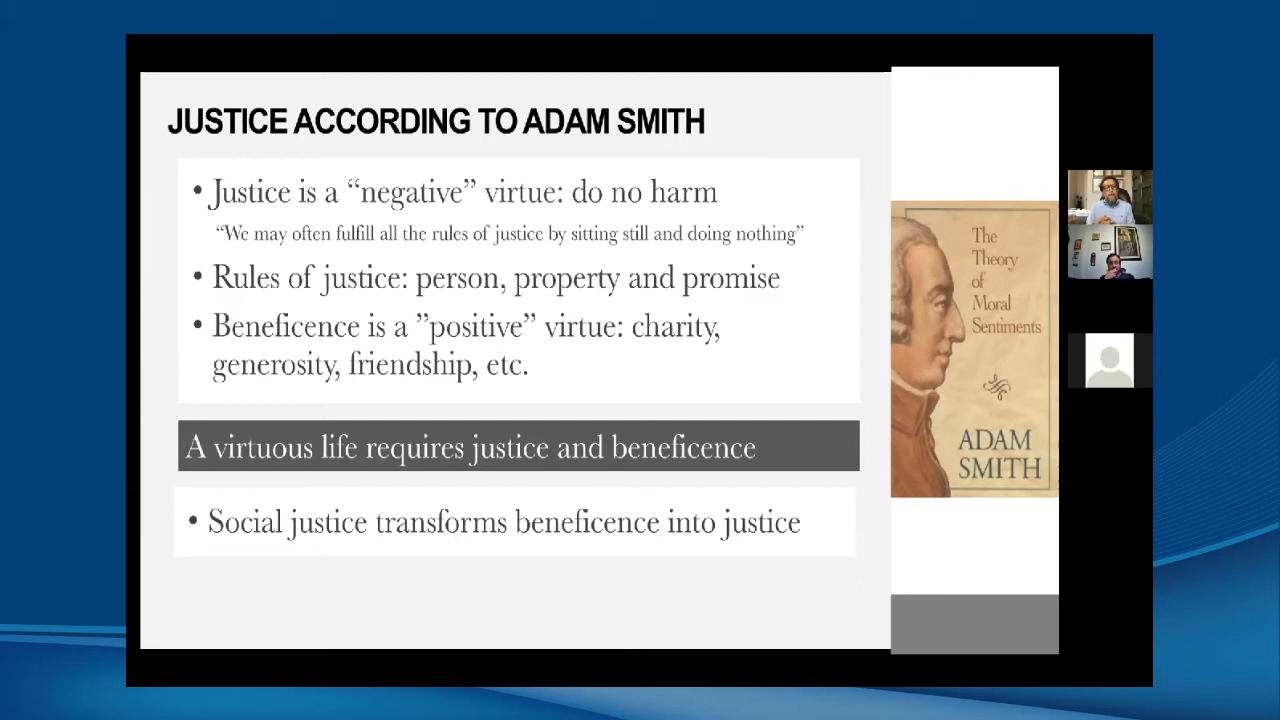 JUSTICE ACCORDING TO ADAM SMITH
• Justice is a “negative” virtue: do no harm
“We may often fulfill all the rules of justice by sitting still and doing nothing”
• Rules of justice: person, property and promise
• Beneficence is a ”positive” virtue: charity,
generosity, friendship, etc.
A virtuous life requires justice and beneficence
• Social justice transforms beneficence into justice
The
Theory
of
Moral
Sentiments
ADAM
SMITH